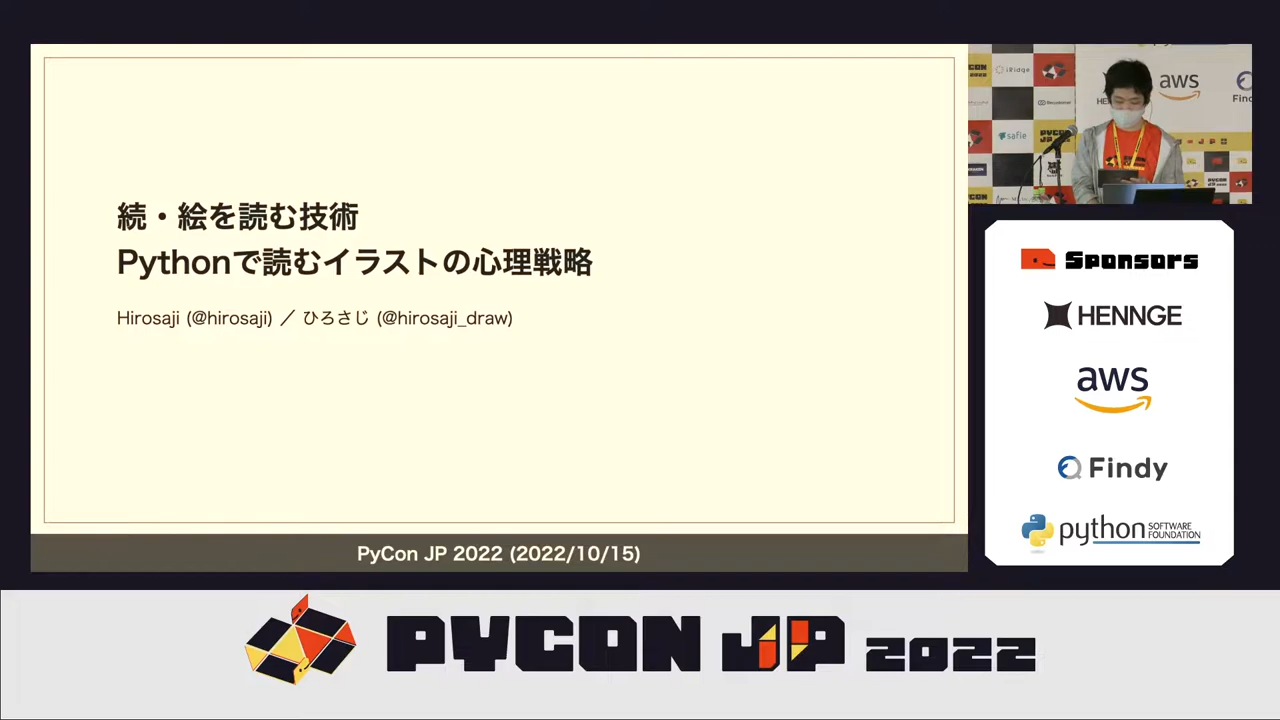 続・絵を読む技術
Pythonで読むイラストの心理戦略
Hirosaji (@hirosaji) ／ ひろさじ (@hirosaji_draw)
PyCon JP 2022 (2022/10/15)
aws
safie
Sponsors
HENNGE
aws
Findy
python SOFTWARE FOUNDATION
PYCON JP 2022